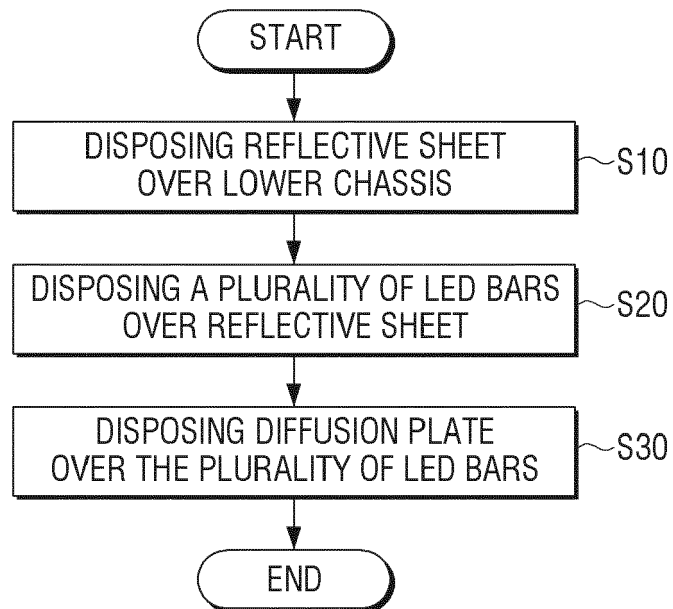 START
DISPOSING REFLECTIVE SHEET
OVER LOWER CHASSIS
S10
DISPOSING A PLURALITY OF LED BARS
OVER REFLECTIVE SHEET
S20
DISPOSING DIFFUSION PLATE
OVER THE PLURALITY OF LED BARS
S30
END